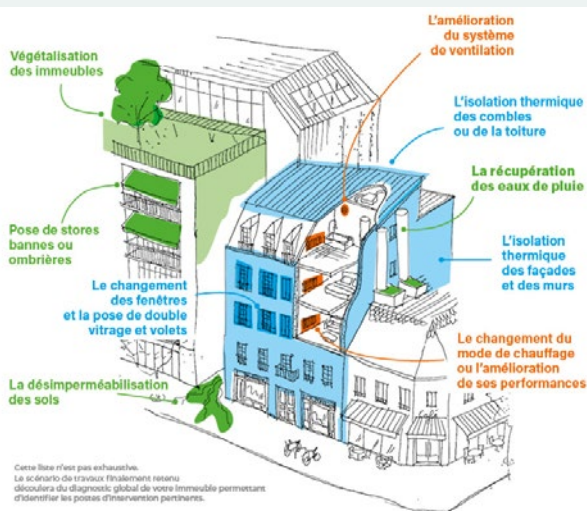 L'amélioration
du système
de ventilation
Végétalisation
des immeubles
L'isolation thermique
des combles
ou de la toiture
La récupération
des eaux de pluie
Pose de stores
bannes ou
ombrières
L'isolation
thermique
des façades
et des murs
Le changement
des fenêtres
et la pose de double
vitrage et volets
Le changement du
mode de chauffage
ou l'amélioration
de ses performances
La désimperméabilisation
des sols
Cette liste n'est pas exhaustive.
Le scénario de travaux finalement retenu
découlera du diagnostic global de votre immeuble permettant
d'identifier les postes d'intervention pertinents.